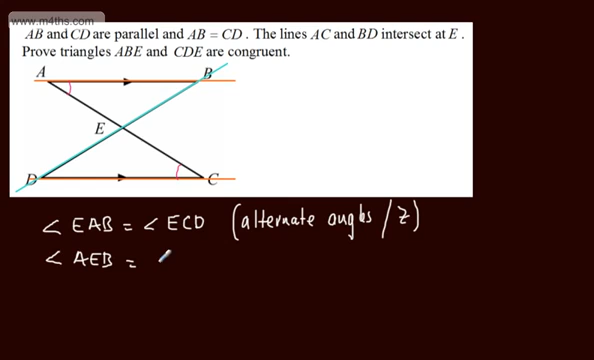 www.m4ths.com
AB and CD are parallel and AB = CD. The lines AC and BD intersect at E.
Prove triangles ABE and CDE are congruent.
A
B
E
D
C
∠ EAB = ∠ ECD (alternate angles / Z)
∠ AEB =